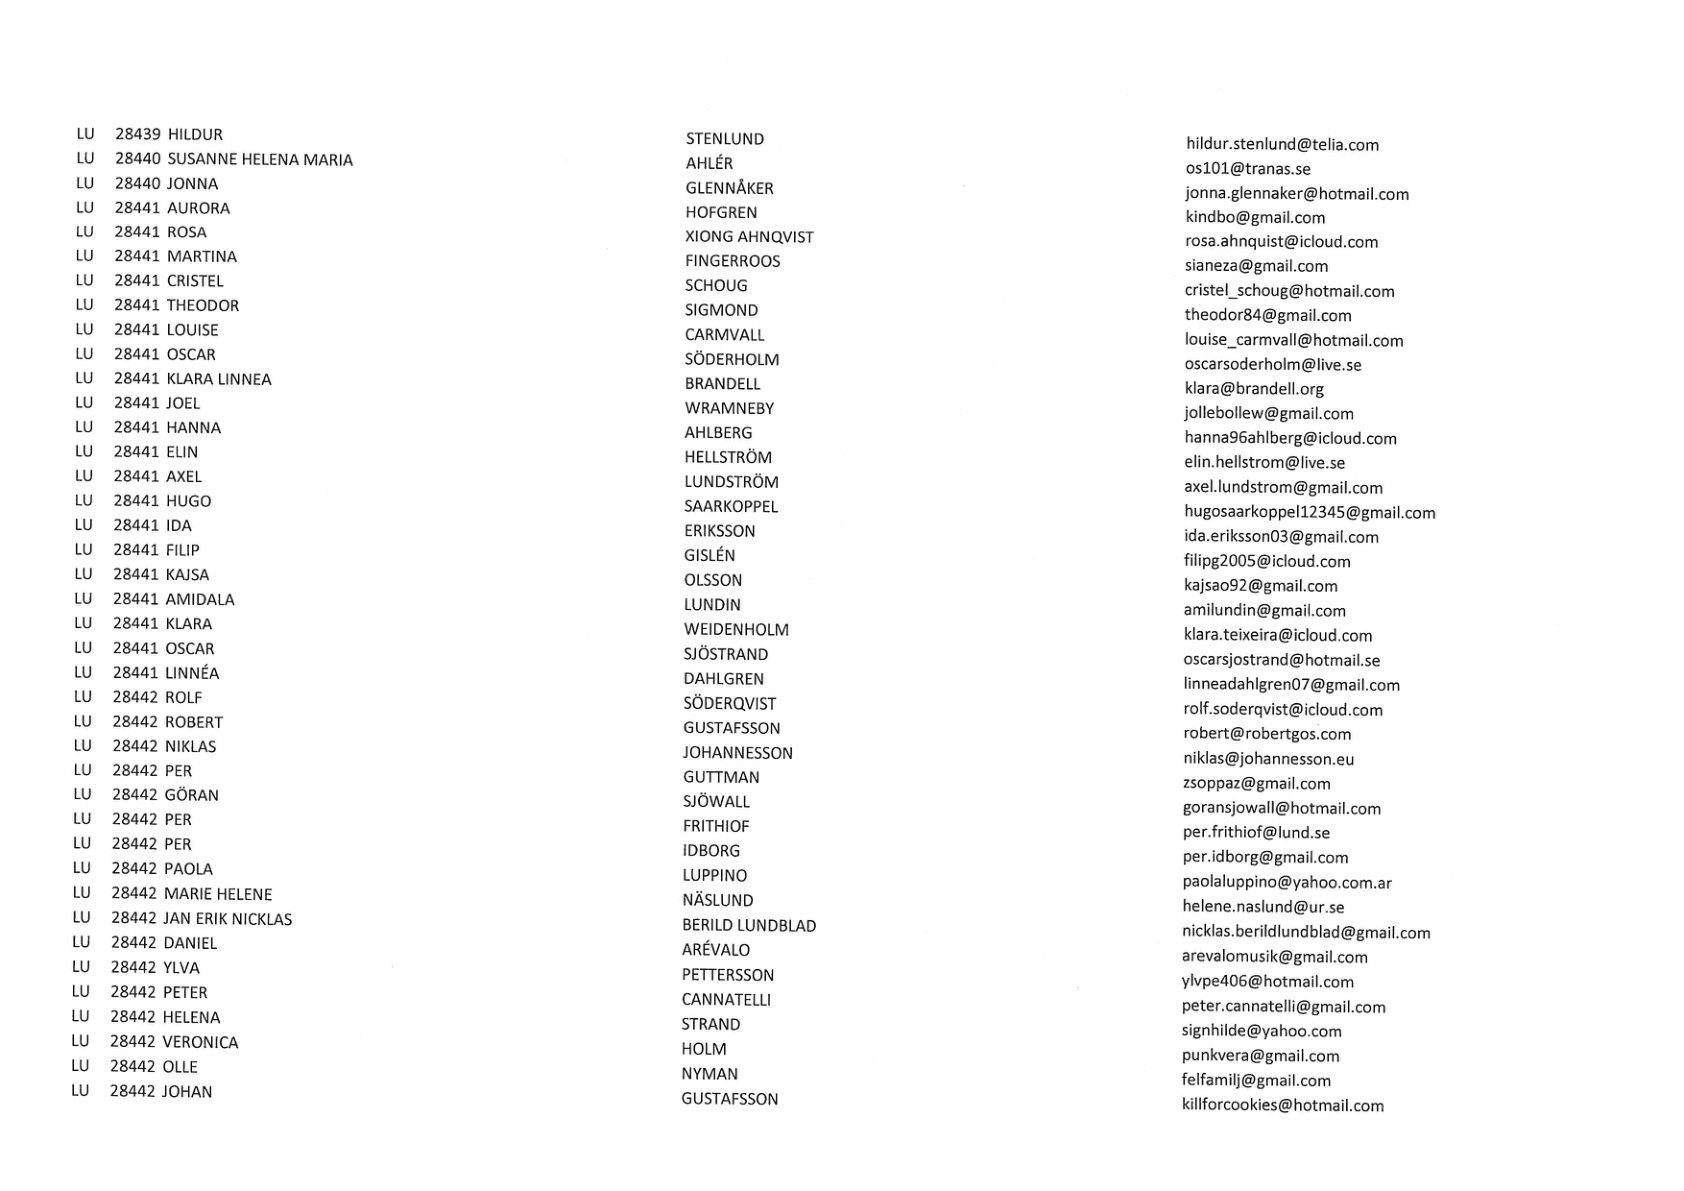 LU 28439 HILDUR STENLUND hildur.stenlund@telia.com
LU 28440 SUSANNE HELENA MARIA AHLÉR os101@tranas.se
LU 28440 JONNA GLENNÅKER jonna.glennaker@hotmail.com
LU 28441 AURORA HOFGREN kindbo@gmail.com
LU 28441 ROSA XIONG AHNQVIST rosa.ahnquist@icloud.com
LU 28441 MARTINA FINGERROOS sianeza@gmail.com
LU 28441 CRISTEL SCHOUG cristel_schoug@hotmail.com
LU 28441 THEODOR SIGMOND theodor84@gmail.com
LU 28441 LOUISE CARMVALL louise_carmvall@hotmail.com
LU 28441 OSCAR SÖDERHOLM oscarsoderholm@live.se
LU 28441 KLARA LINNEA BRANDELL klara@brandell.org
LU 28441 JOEL WRAMNEBY jollebollew@gmail.com
LU 28441 HANNA AHLBERG hanna96ahlberg@icloud.com
LU 28441 ELIN HELLSTRÖM elin.hellstrom@live.se
LU 28441 AXEL LUNDSTRÖM axel.lundstrom@gmail.com
LU 28441 HUGO SAARKOPPEL hugosaarkoppel12345@gmail.com
LU 28441 IDA ERIKSSON ida.eriksson03@gmail.com
LU 28441 FILIP GISLÉN filipg2005@icloud.com
LU 28441 KAJSA OLSSON kajsao92@gmail.com
LU 28441 AMIDALA LUNDIN amilundin@gmail.com
LU 28441 KLARA WEIDENHOLM klara.teixeira@icloud.com
LU 28441 OSCAR SJÖSTRAND oscarsjostrand@hotmail.se
LU 28441 LINNÉA DAHLGREN linneadahlgren07@gmail.com
LU 28442 ROLF SÖDERQVIST rolf.soderqvist@icloud.com
LU 28442 ROBERT GUSTAFSSON robert@robertgos.com
LU 28442 NIKLAS JOHANNESSON niklas@johannesson.eu
LU 28442 PER GUTTMAN zsoppaz@gmail.com
LU 28442 GÖRAN SJÖWALL goransjowall@hotmail.com
LU 28442 PER FRITHIOF per.frithiof@lund.se
LU 28442 PER IDBORG per.idborg@gmail.com
LU 28442 PAOLA LUPPINO paolaluppino@yahoo.com.ar
LU 28442 MARIE HELENE NÄSLUND helene.naslund@ur.se
LU 28442 JAN ERIK NICKLAS BERILD LUNDBLAD nicklas.berildlundblad@gmail.com
LU 28442 DANIEL ARÉVALO arevalomusik@gmail.com
LU 28442 YLVA PETTERSSON ylvpe406@hotmail.com
LU 28442 PETER CANNATELLI peter.cannatelli@gmail.com
LU 28442 HELENA STRAND signhilde@yahoo.com
LU 28442 VERONICA HOLM punkvera@gmail.com
LU 28442 OLLE NYMAN felfamilj@gmail.com
LU 28442 JOHAN GUSTAFSSON killforcookies@hotmail.com